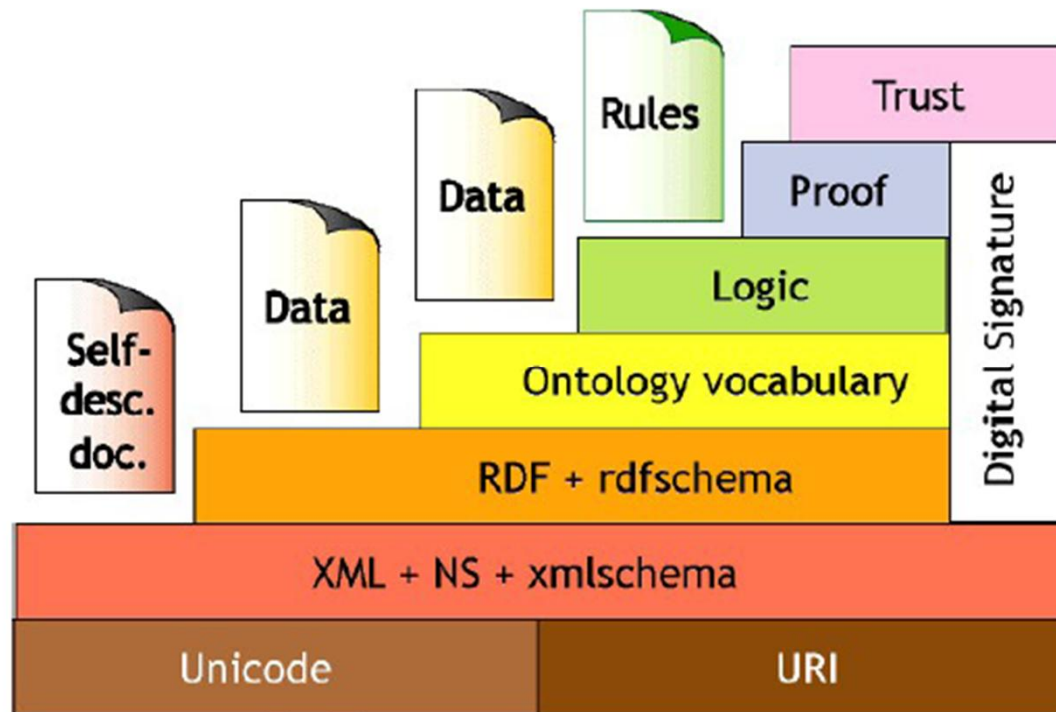 Rules
Trust
Data
Proof
Data
Logic
Self-
desc.
doc.
Ontology vocabulary
Digital Signature
RDF + rdfschema
XML + NS + xmlschema
Unicode
URI